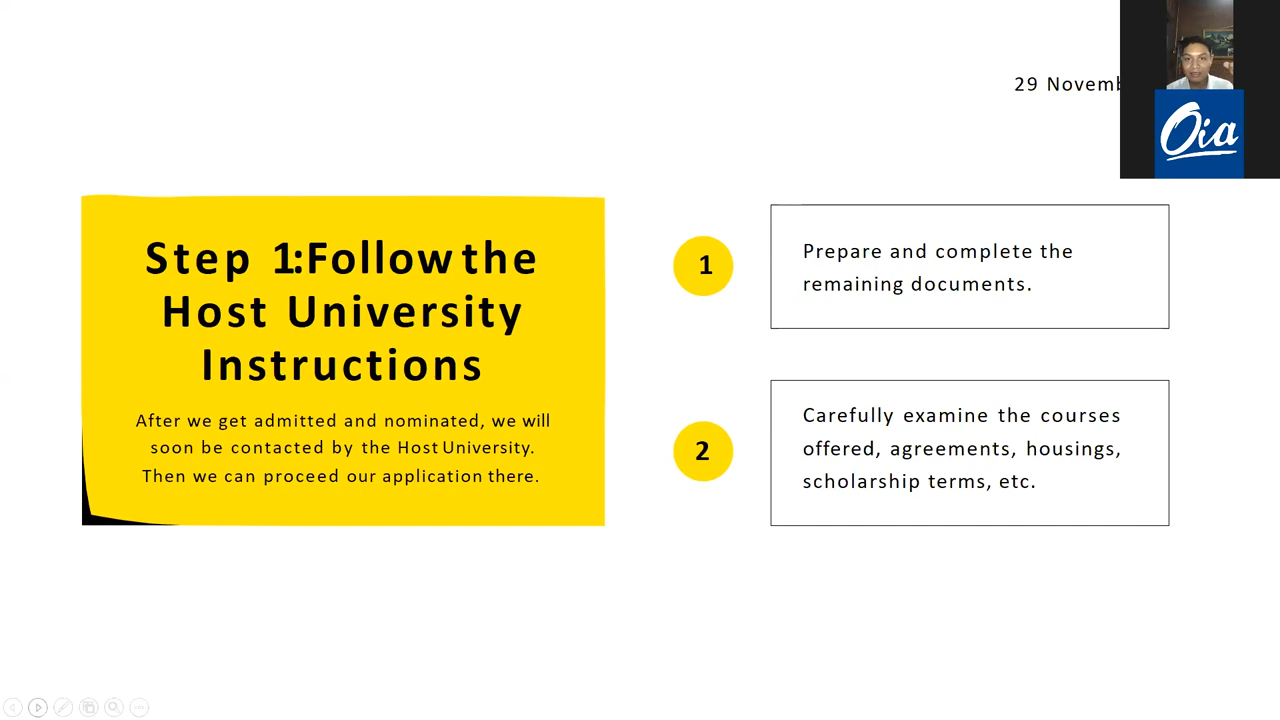 29 Novemb
Oia
Step 1:Follow the
Host University
Instructions
After we get admitted and nominated, we will
soon be contacted by the Host University.
Then we can proceed our application there.
1
Prepare and complete the
remaining documents.
2
Carefully examine the courses
offered, agreements, housings,
scholarship terms, etc.